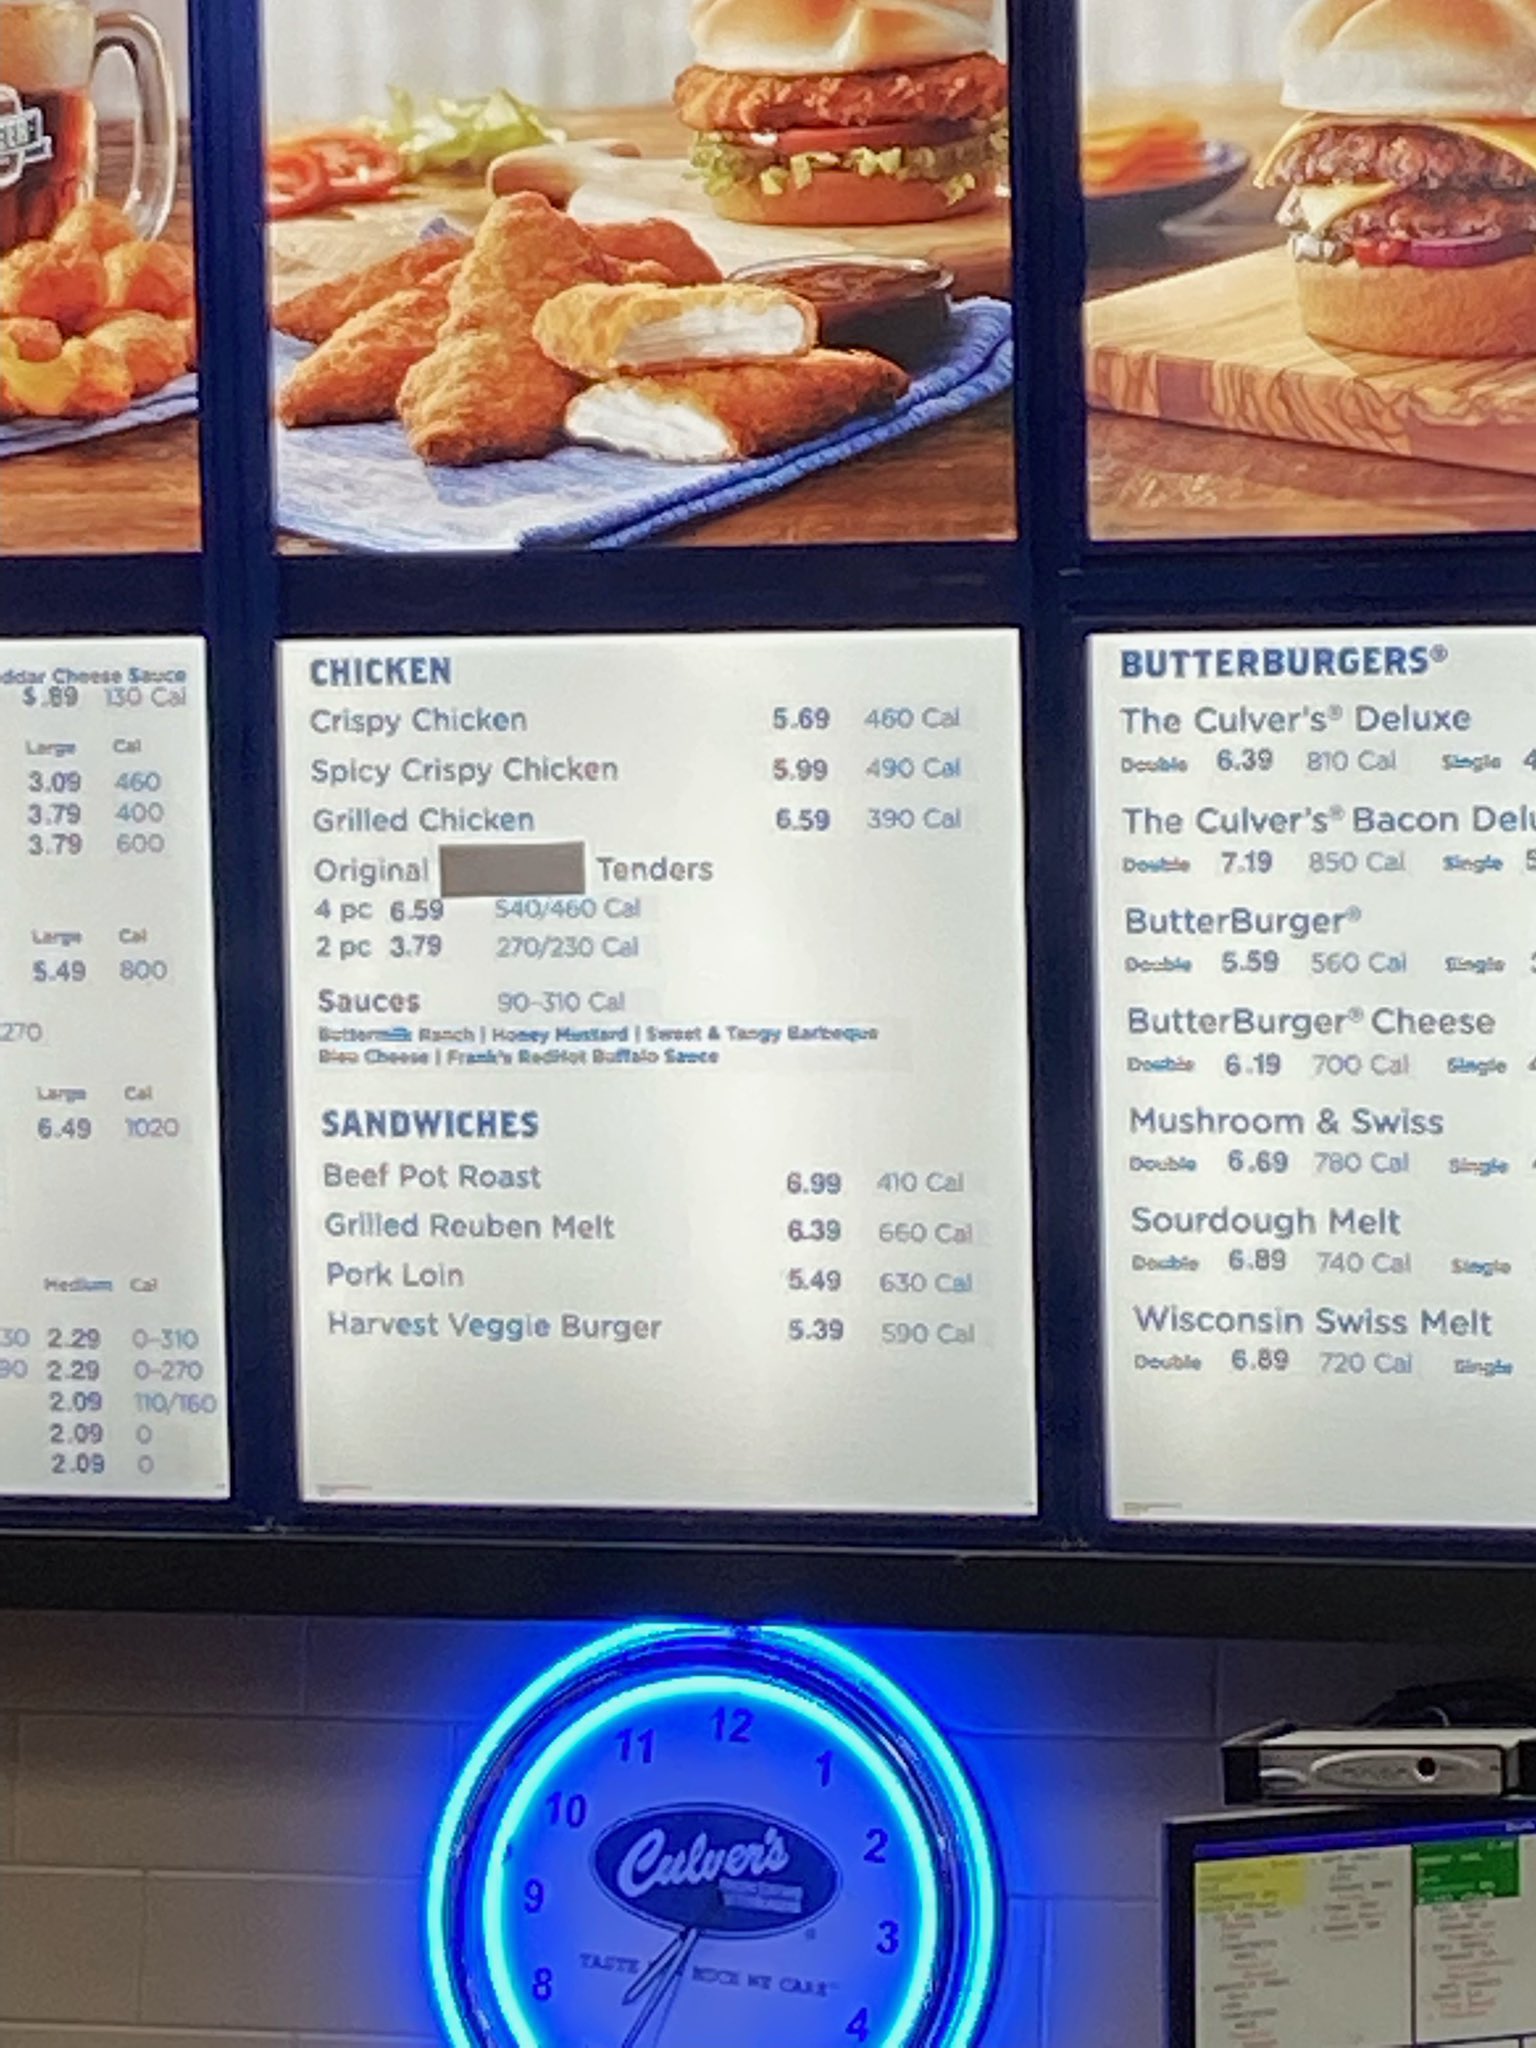 ddar Cheese Sauce
$.89 130 Cal
Large Cal
3.09 460
3.79 400
3.79 600
Large Cal
5.49 800
270
Large Cal
6.49 1020
Medium Cal
30 2.29 0-310
90 2.29 0-270
2.09 110/160
2.09 0
2.09 0
CHICKEN
Crispy Chicken 5.69 460 Cal
Spicy Crispy Chicken 5.99 490 Cal
Grilled Chicken 6.59 390 Cal
Original Tenders
4 pc 6.59 540/460 Cal
2 pc 3.79 270/230 Cal
Sauces 90-310 Cal
Buttermilk Ranch | Honey Mustard | Sweet & Tangy Barbeque
Bleu Cheese | Frank's RedHot Buffalo Sauce
SANDWICHES
Beef Pot Roast 6.99 410 Cal
Grilled Reuben Melt 6.39 660 Cal
Pork Loin 5.49 630 Cal
Harvest Veggie Burger 5.39 590 Cal
BUTTERBURGERS®
The Culver's® Deluxe
Double 6.39 810 Cal Single 4
The Culver's® Bacon Delu
Double 7.19 850 Cal Single 5
ButterBurger®
Double 5.59 560 Cal Single
ButterBurger® Cheese
Double 6.19 700 Cal Single 4
Mushroom & Swiss
Double 6.69 780 Cal Single
Sourdough Melt
Double 6.89 740 Cal Single
Wisconsin Swiss Melt
Double 6.89 720 Cal Single
12
11 1
10 2
Culver's
9 3
8 4